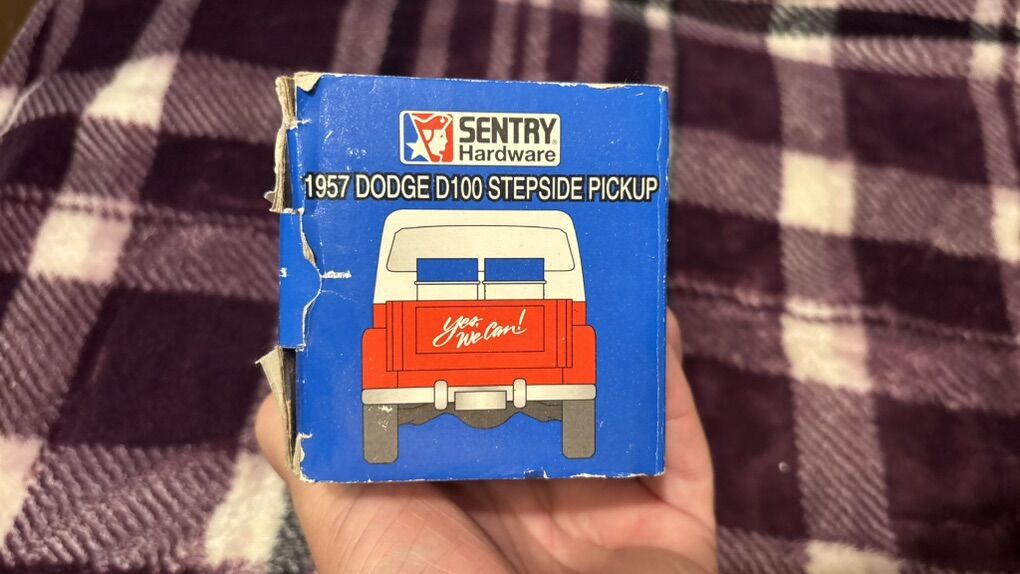 SENTRY®
Hardware
1957 DODGE D100 STEPSIDE PICKUP
Yes,
We Can!